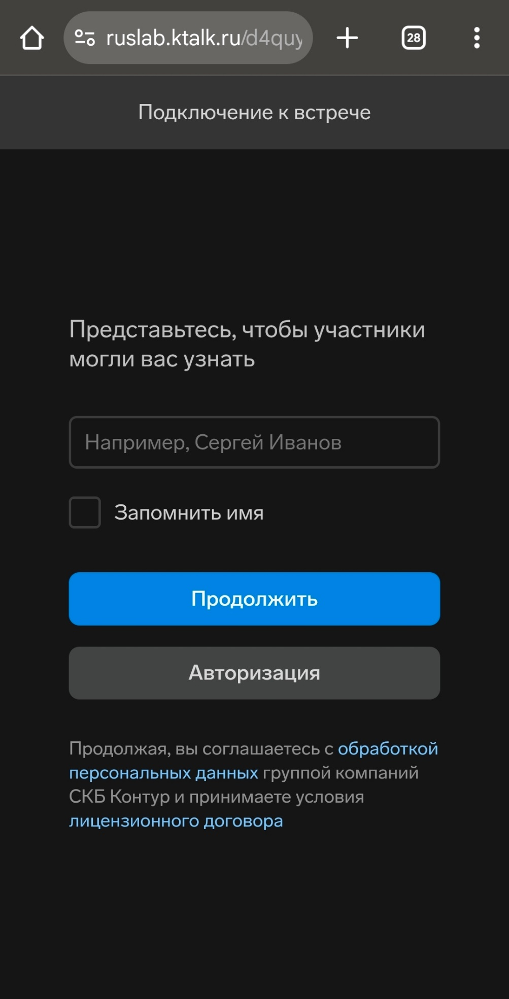 ruslab.ktalk.ru/d4quy
28
Подключение к встрече
Представьтесь, чтобы участники
могли вас узнать
Например, Сергей Иванов
Запомнить имя
Продолжить
Авторизация
Продолжая, вы соглашаетесь с обработкой
персональных данных группой компаний
СКБ Контур и принимаете условия
лицензионного договора